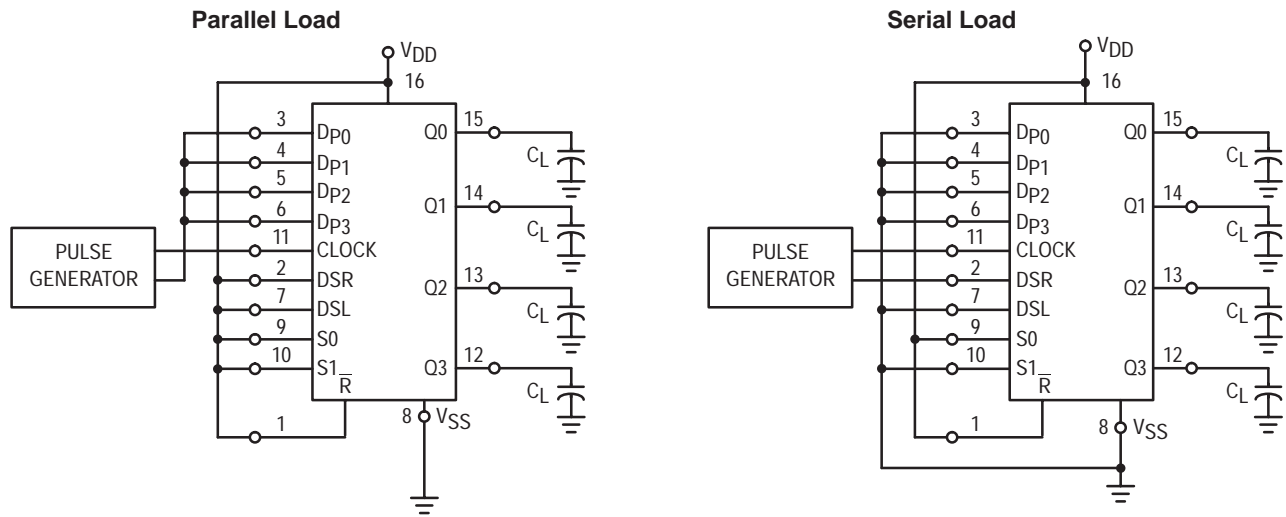 Parallel Load
VDD
16
3 DP0 Q0 15
CL
4 DP1
5 DP2
6 DP3 Q1 14
CL
PULSE GENERATOR
11 CLOCK
2 DSR Q2 13
CL
7 DSL
9 S0
10 S1 Q3 12
CL
R̅
1
8 VSS
Serial Load
VDD
16
3 DP0 Q0 15
CL
4 DP1
5 DP2
6 DP3 Q1 14
CL
PULSE GENERATOR
11 CLOCK
2 DSR Q2 13
CL
7 DSL
9 S0
10 S1 Q3 12
CL
R̅
1
8 VSS